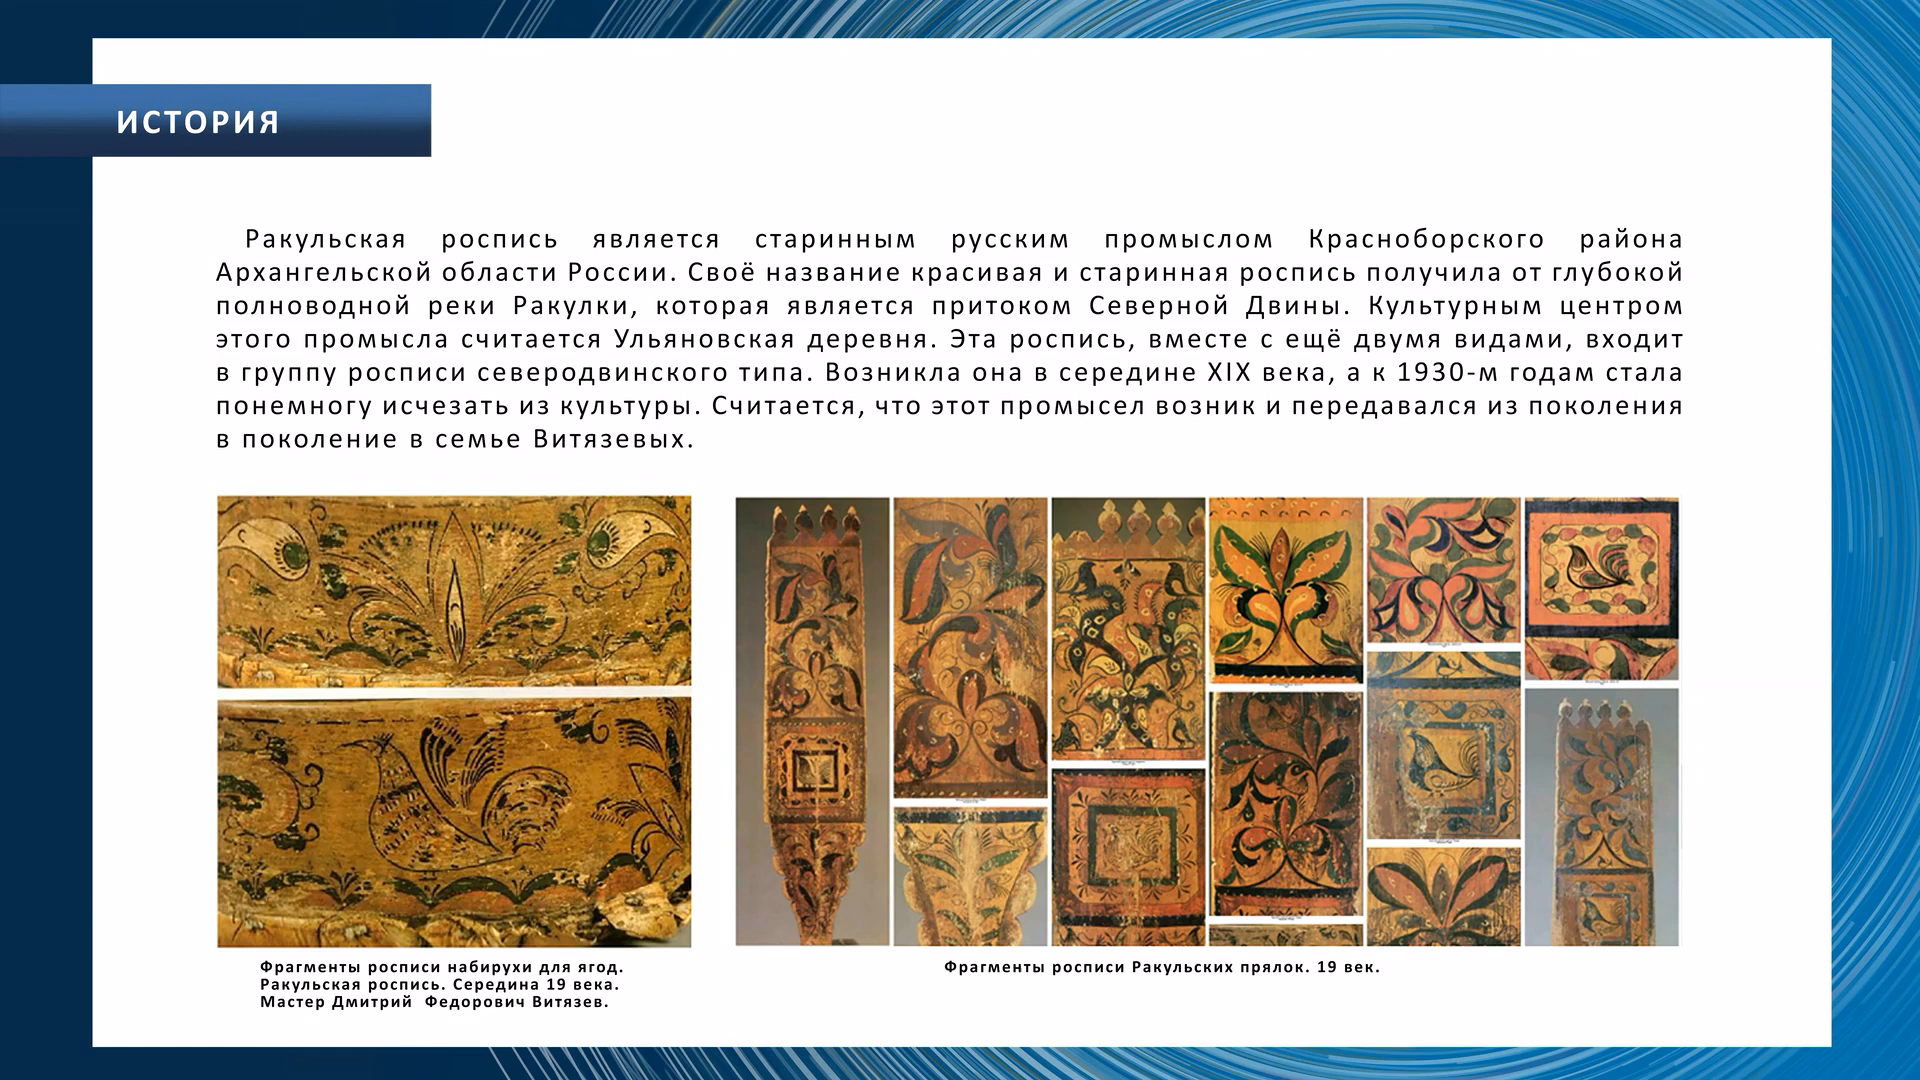 ИСТОРИЯ
Ракульская роспись является старинным русским промыслом Красноборского района
Архангельской области России. Своё название красивая и старинная роспись получила от глубокой
полноводной реки Ракулки, которая является притоком Северной Двины. Культурным центром
этого промысла считается Ульяновская деревня. Эта роспись, вместе с ещё двумя видами, входит
в группу росписи северодвинского типа. Возникла она в середине XIX века, а к 1930-м годам стала
понемногу исчезать из культуры. Считается, что этот промысел возник и передавался из поколения
в поколение в семье Витязевых.
Фрагменты росписи набирухи для ягод.
Ракульская роспись. Середина 19 века.
Мастер Дмитрий  Федорович Витязев.
Фрагменты росписи Ракульских прялок. 19 век.